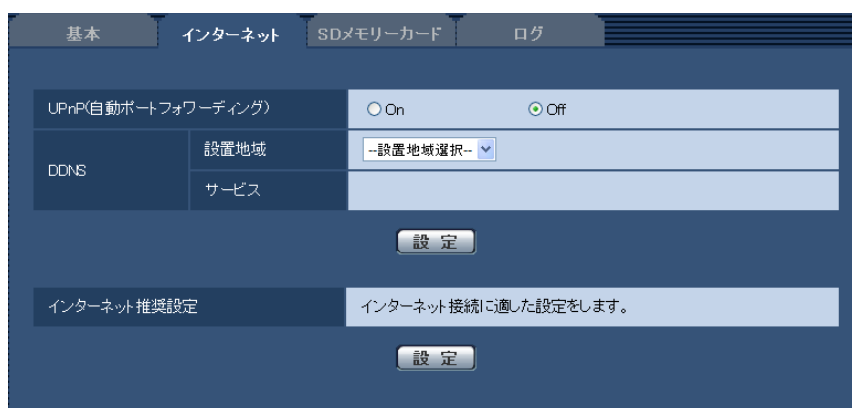 基本 インターネット SDメモリーカード ログ
UPnP(自動ポートフォワーディング) On Off
DDNS 設置地域 --設置地域選択--
サービス
設定
インターネット推奨設定 インターネット接続に適した設定をします。
設定